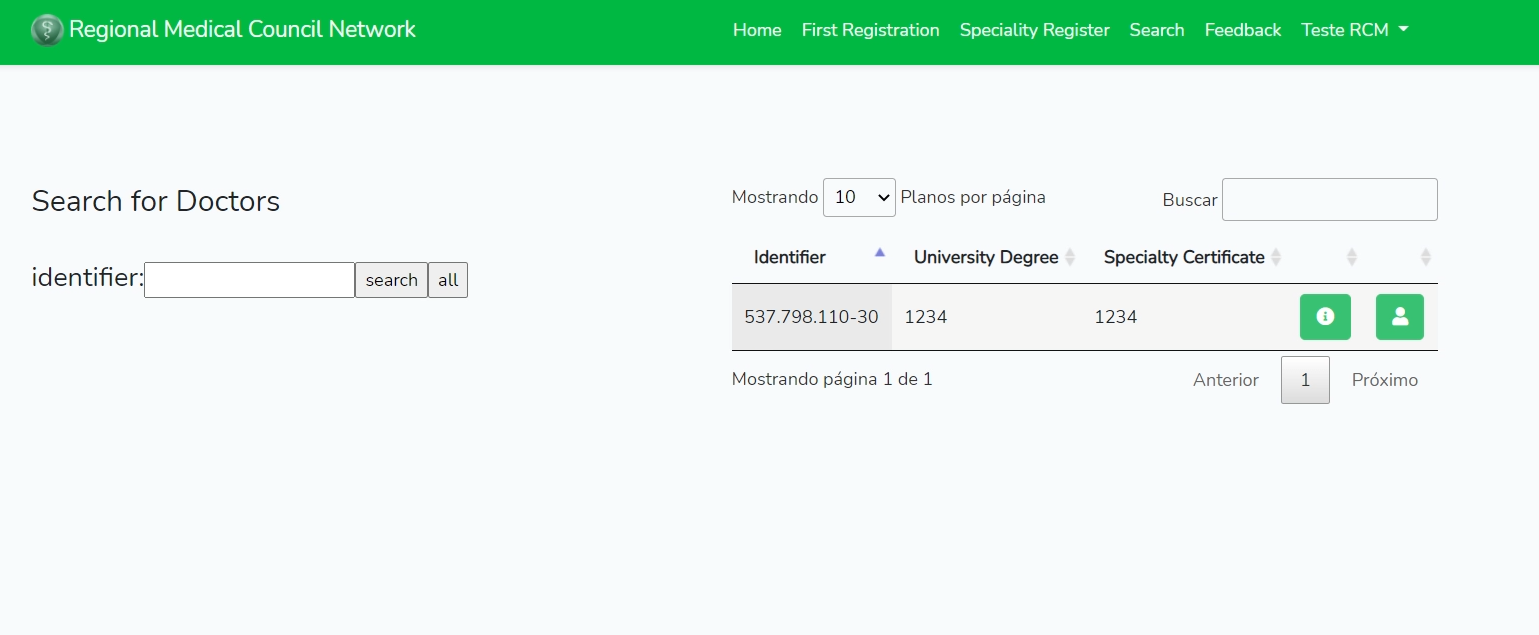 Regional Medical Council Network
Home First Registration Speciality Register Search Feedback Teste RCM
Search for Doctors
identifier: search all
Mostrando 10 Planos por página Buscar
Identifier University Degree Specialty Certificate
537.798.110-30 1234 1234
Mostrando página 1 de 1 Anterior 1 Próximo